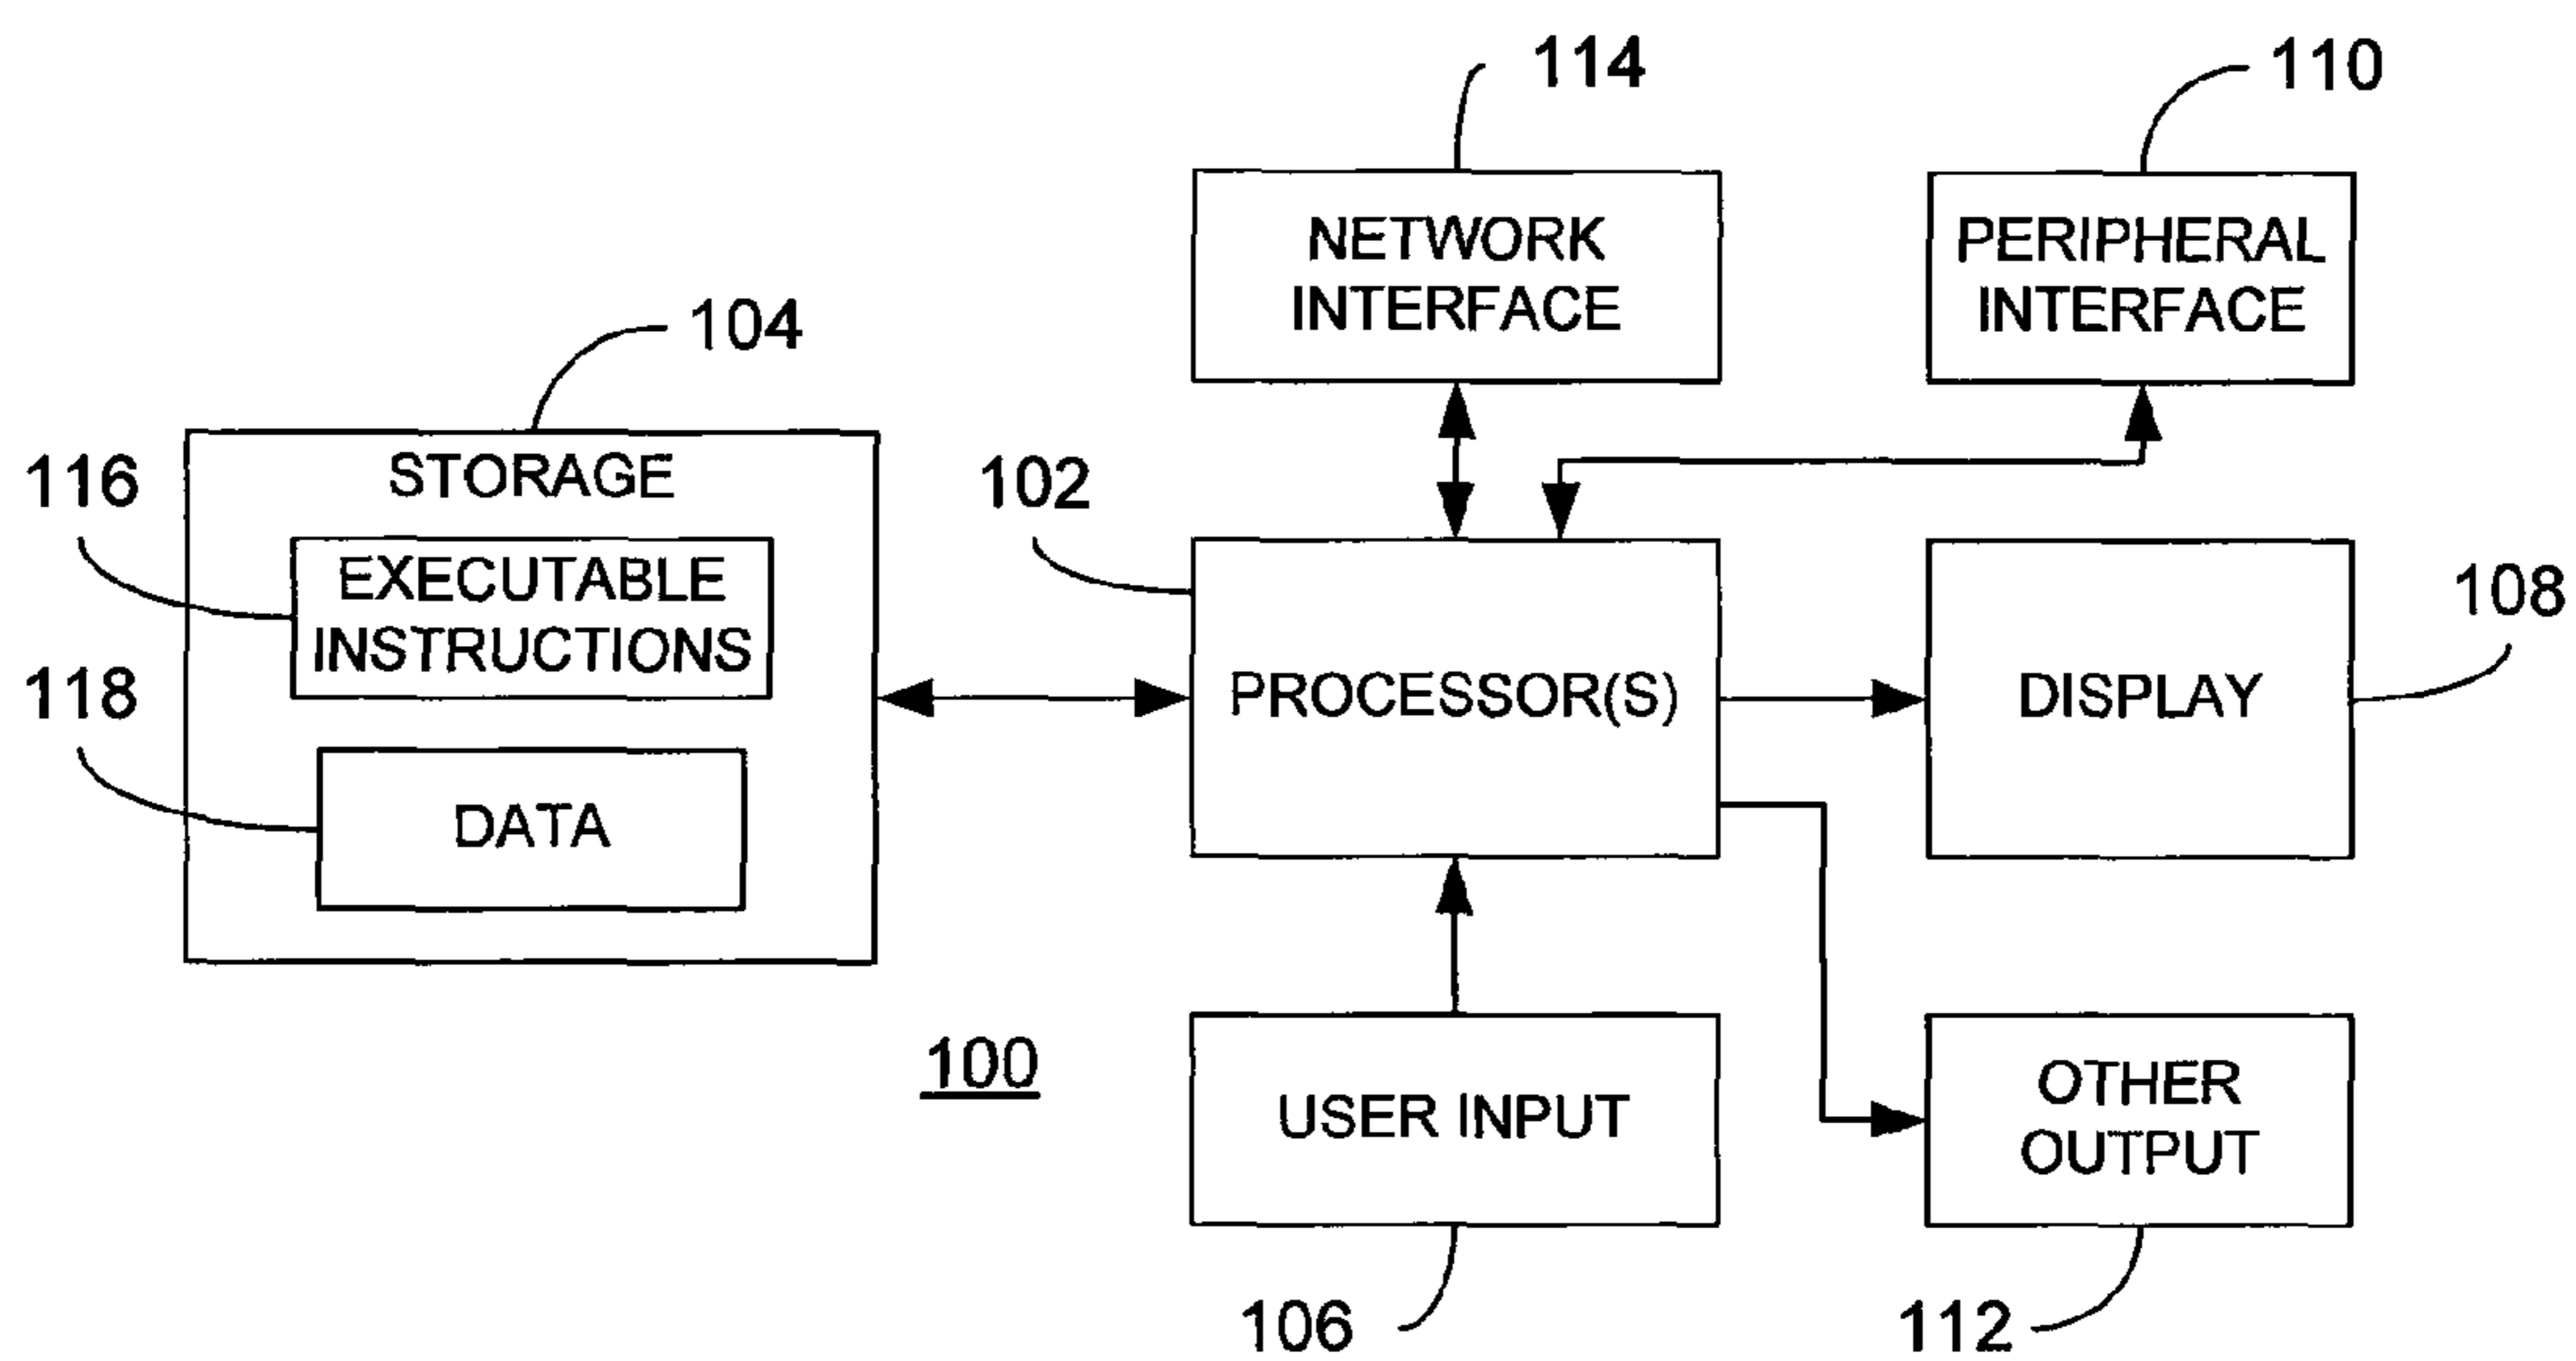 114
110
NETWORK
INTERFACE
PERIPHERAL
INTERFACE
104
116
STORAGE
102
EXECUTABLE
INSTRUCTIONS
108
118
PROCESSOR(S)
DISPLAY
DATA
100
USER INPUT
OTHER
OUTPUT
106
112